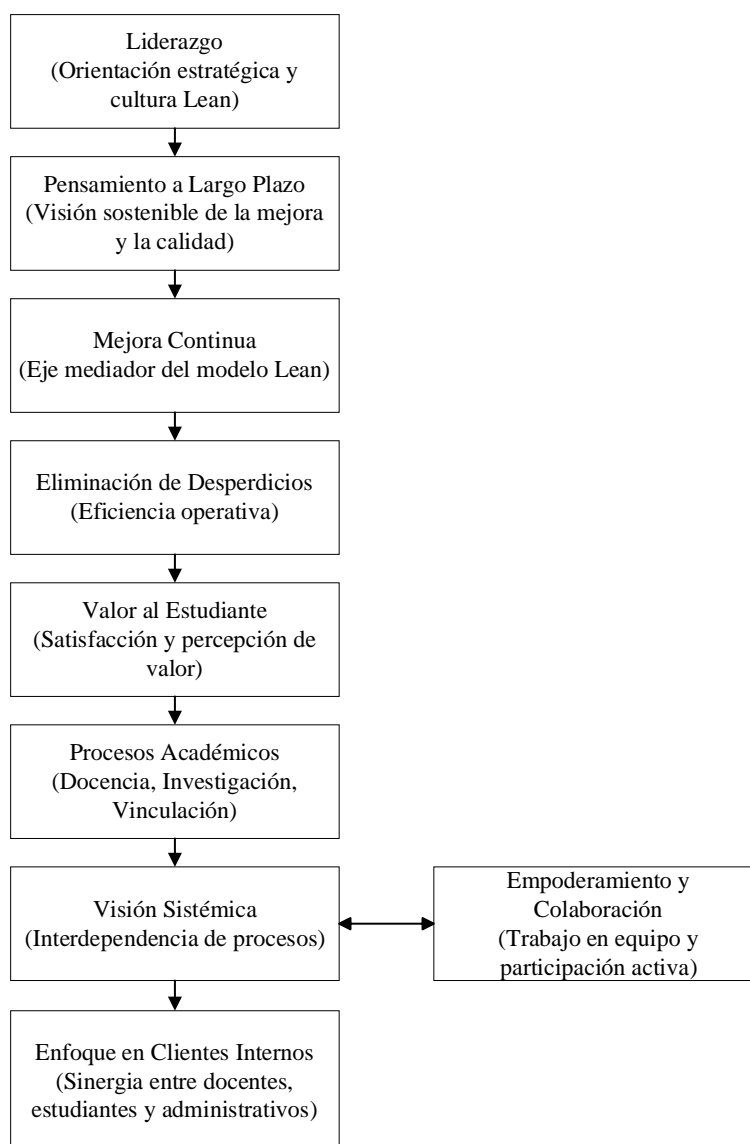 Liderazgo
(Orientación estratégica y
cultura Lean)
Pensamiento a Largo Plazo
(Visión sostenible de la mejora
y la calidad)
Mejora Continua
(Eje mediador del modelo Lean)
Eliminación de Desperdicios
(Eficiencia operativa)
Valor al Estudiante
(Satisfacción y percepción de
valor)
Procesos Académicos
(Docencia, Investigación,
Vinculación)
Visión Sistémica
(Interdependencia de procesos)
Empoderamiento y
Colaboración
(Trabajo en equipo y
participación activa)
Enfoque en Clientes Internos
(Sinergia entre docentes,
estudiantes y administrativos)